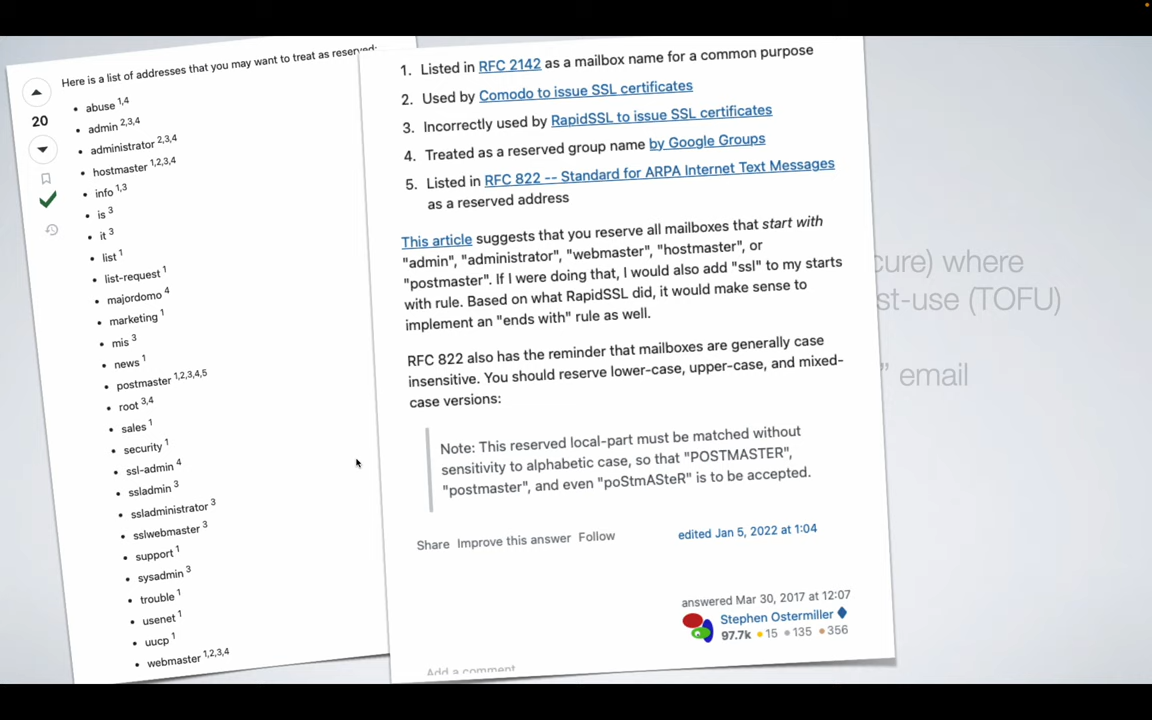 Here is a list of addresses that you may want to treat as reserved:
20
• abuse 1,4
• admin 2,3,4
• administrator 2,3,4
• hostmaster 1,2,3,4
• info 1,3
• is 3
• it 3
• list 1
• list-request 1
• majordomo 4
• marketing 1
• mis 3
• news 1
• postmaster 1,2,3,4,5
• root 3,4
• sales 1
• security 1
• ssl-admin 4
• ssladmin 3
• ssladministrator 3
• sslwebmaster 3
• support 1
• sysadmin 3
• trouble 1
• usenet 1
• uucp 1
• webmaster 1,2,3,4
1. Listed in RFC 2142 as a mailbox name for a common purpose
2. Used by Comodo to issue SSL certificates
3. Incorrectly used by RapidSSL to issue SSL certificates
4. Treated as a reserved group name by Google Groups
5. Listed in RFC 822 -- Standard for ARPA Internet Text Messages
as a reserved address
This article suggests that you reserve all mailboxes that start with
"admin", "administrator", "webmaster", "hostmaster", or
"postmaster". If I were doing that, I would also add "ssl" to my starts
with rule. Based on what RapidSSL did, it would make sense to
implement an "ends with" rule as well.
RFC 822 also has the reminder that mailboxes are generally case
insensitive. You should reserve lower-case, upper-case, and mixed-
case versions:
Note: This reserved local-part must be matched without
sensitivity to alphabetic case, so that "POSTMASTER",
"postmaster", and even "poStmASteR" is to be accepted.
Share Improve this answer Follow
edited Jan 5, 2022 at 1:04
answered Mar 30, 2017 at 12:07
Stephen Ostermiller
97.7k 15 135 356
Add a comment
cure) where
st-use (TOFU)
” email